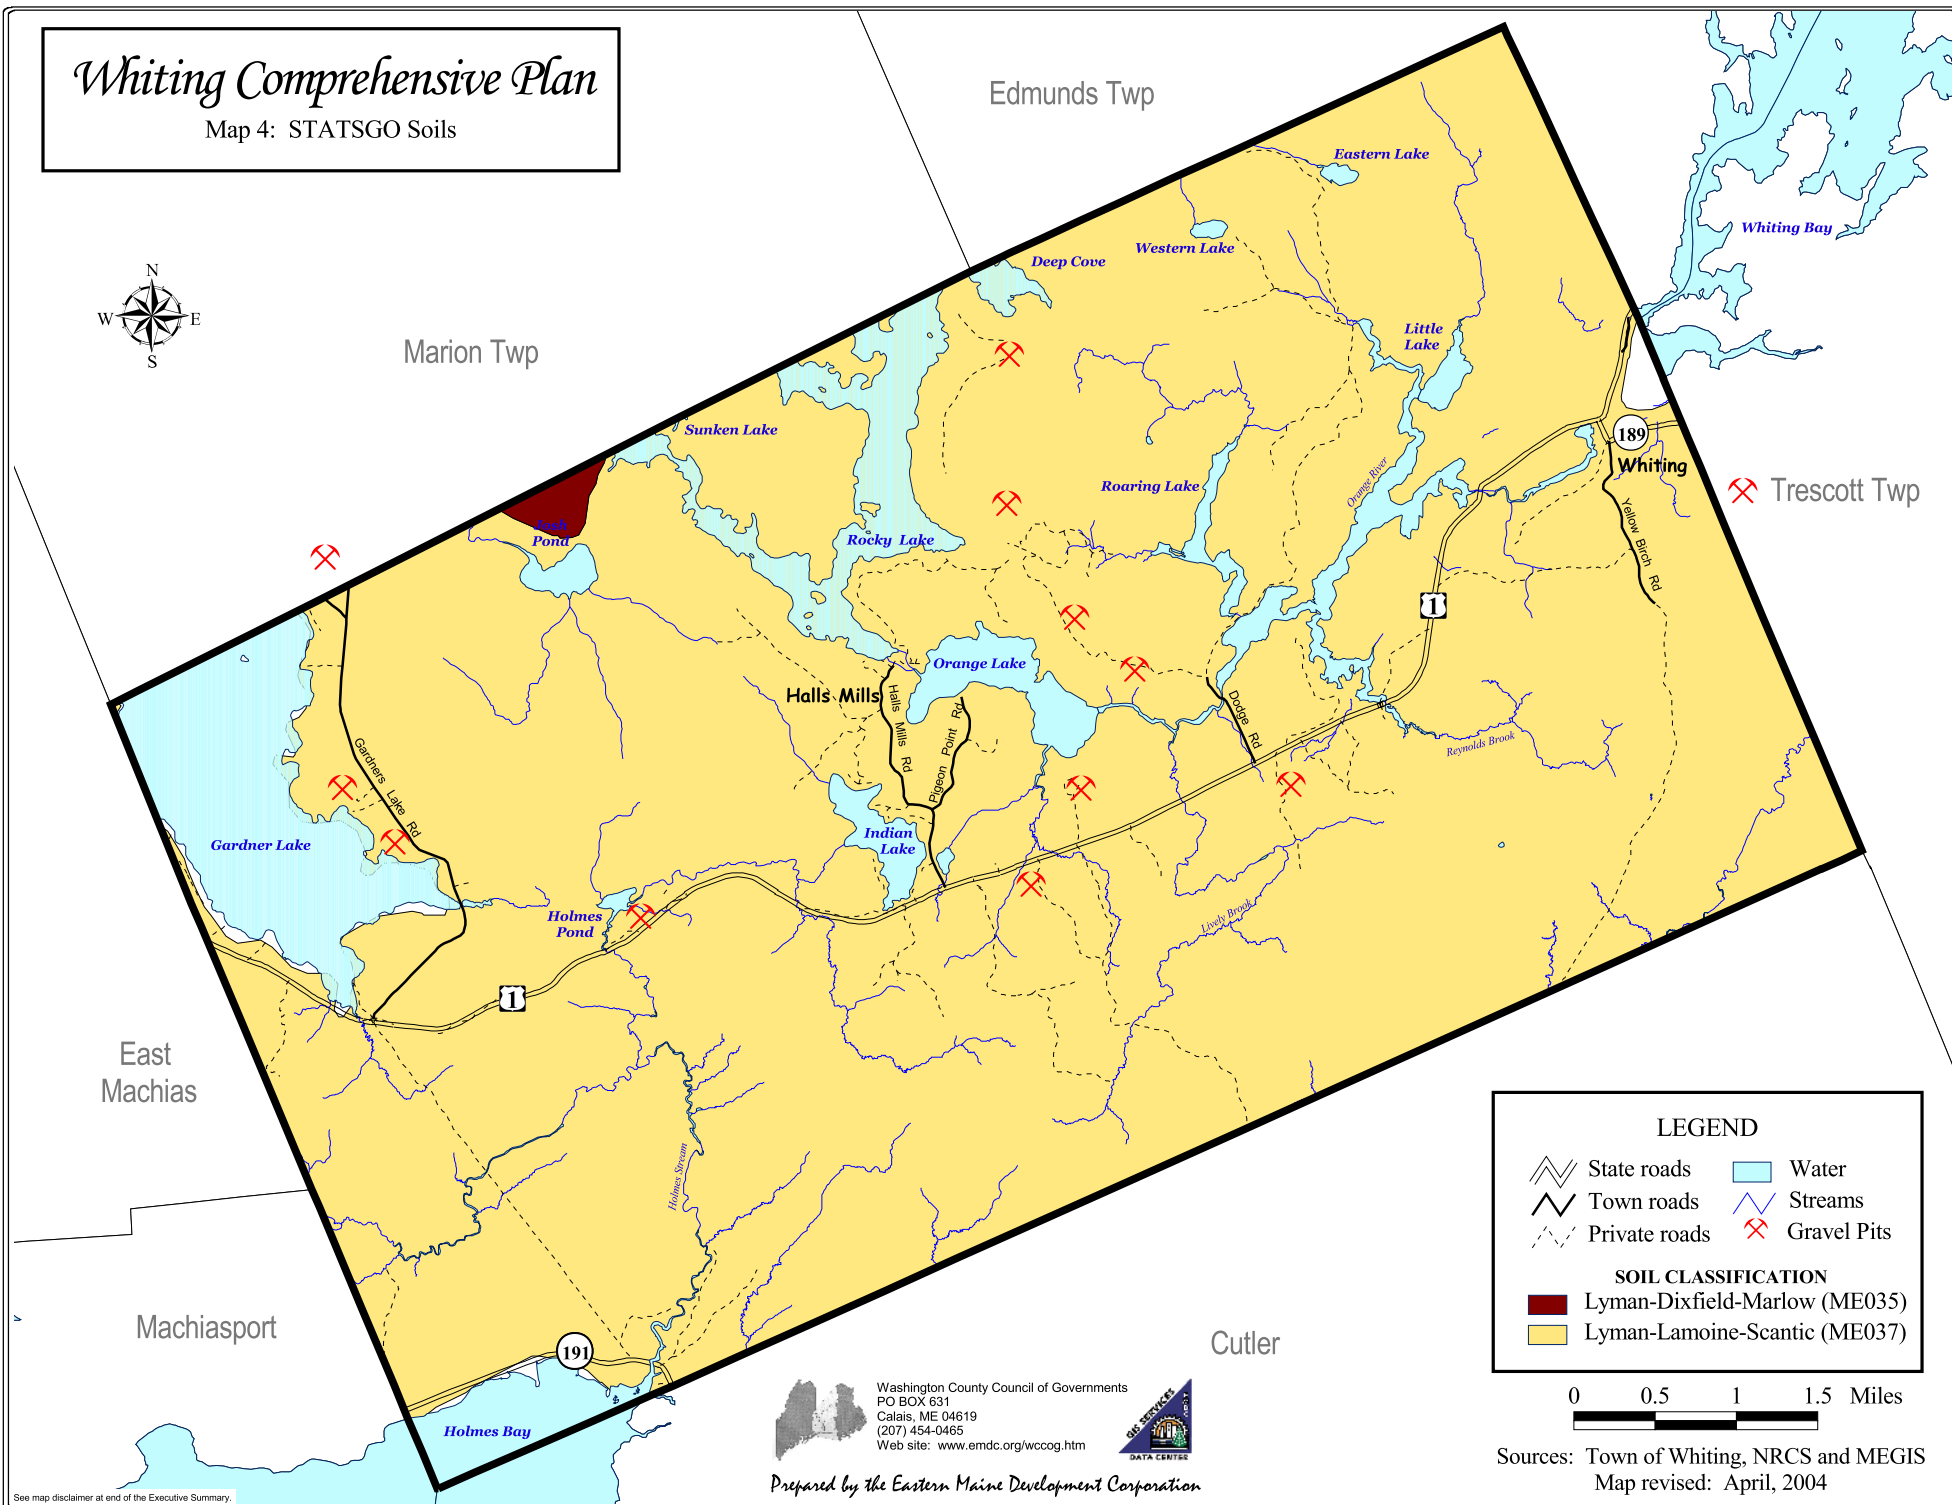 Whiting Comprehensive Plan
Map 4: STATSGO Soils
Edmunds Twp
Eastern Lake
Whiting Bay
Western Lake
Deep Cove
N
W E
S
Marion Twp
Little
Lake
Sunken Lake
189
Whiting
Roaring Lake
Orange River
Trescott Twp
Junk
Pond
Rocky Lake
Yellow Birch Rd
1
Orange Lake
Halls Mills
Halls Mills Rd
Pigeon Point Rd
Dodge Rd
Reynolds Brook
Gardners Lake Rd
Gardner Lake
Indian
Lake
Holmes
Pond
Lively Brook
1
East
Machias
Holmes Stream
Machiasport
191
Cutler
Holmes Bay
LEGEND
State roads
Water
Town roads
Streams
Private roads
Gravel Pits
SOIL CLASSIFICATION
Lyman-Dixfield-Marlow (ME035)
Lyman-Lamoine-Scantic (ME037)
0 0.5 1 1.5 Miles
Sources: Town of Whiting, NRCS and MEGIS
Map revised: April, 2004
Washington County Council of Governments
PO BOX 631
Calais, ME 04619
(207) 454-0465
Web site: www.emdc.org/wccog.htm
GIS SERVICES
DATA CENTER
Prepared by the Eastern Maine Development Corporation
See map disclaimer at end of the Executive Summary.